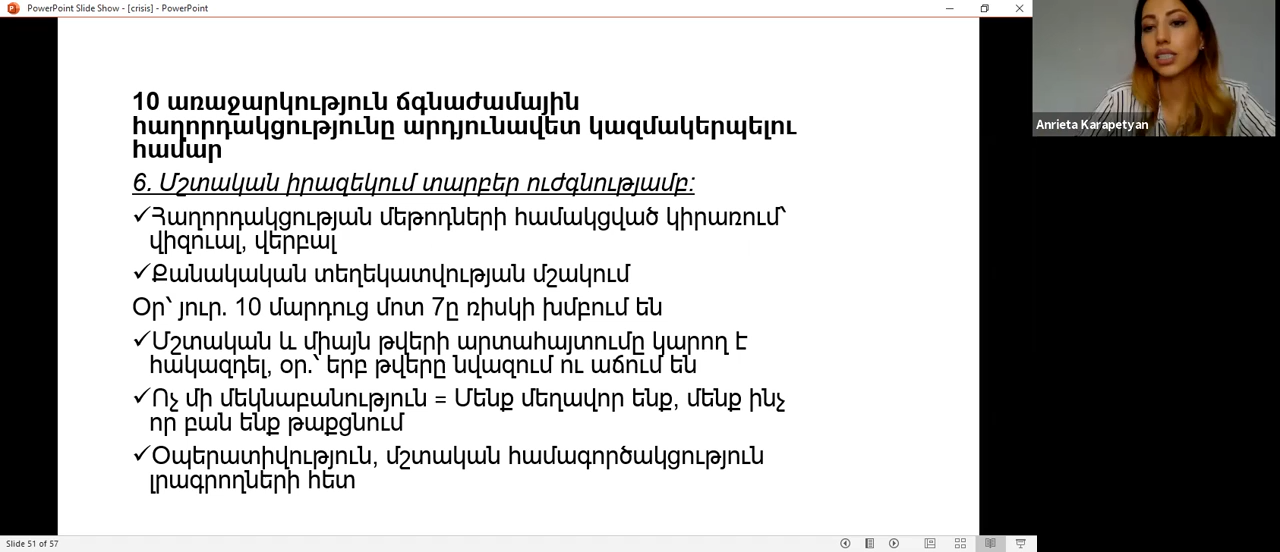 PowerPoint Slide Show - [crisis] - PowerPoint
10 առաջարկություն ճգնաժամային
հաղորդակցությունը արդյունավետ կազմակերպելու
համար
6. Մշտական իրազեկում տարբեր ուժգնությամբ:
✓Հաղորդակցության մեթոդների համակցված կիրառում՝
վիզուալ, վերբալ
✓Քանակական տեղեկատվության մշակում
Օր՝ յուր. 10 մարդուց մոտ 7ը ռիսկի խմբում են
✓Մշտական և միայն թվերի արտահայտումը կարող է
հակազդել, օր.՝ երբ թվերը նվազում ու աճում են
✓Ոչ մի մեկնաբանություն = Մենք մեղավոր ենք, մենք ինչ
որ բան ենք թաքցնում
✓Օպերատիվություն, մշտական համագործակցություն
լրագրողների հետ
Anrieta Karapetyan
Slide 51 of 57